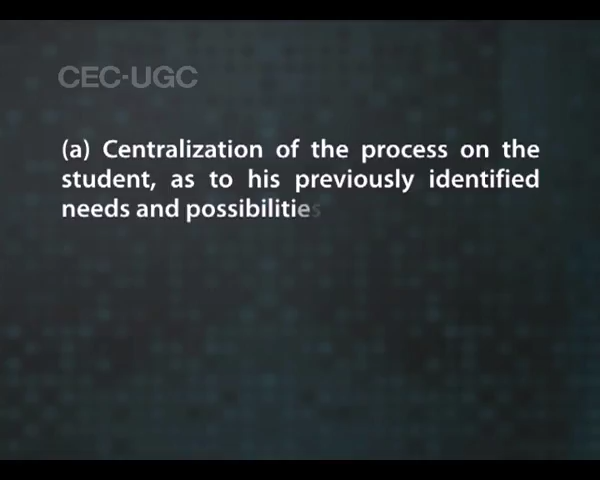 CEC-UGC
(a) Centralization of the process on the
student, as to his previously identified
needs and possibilities